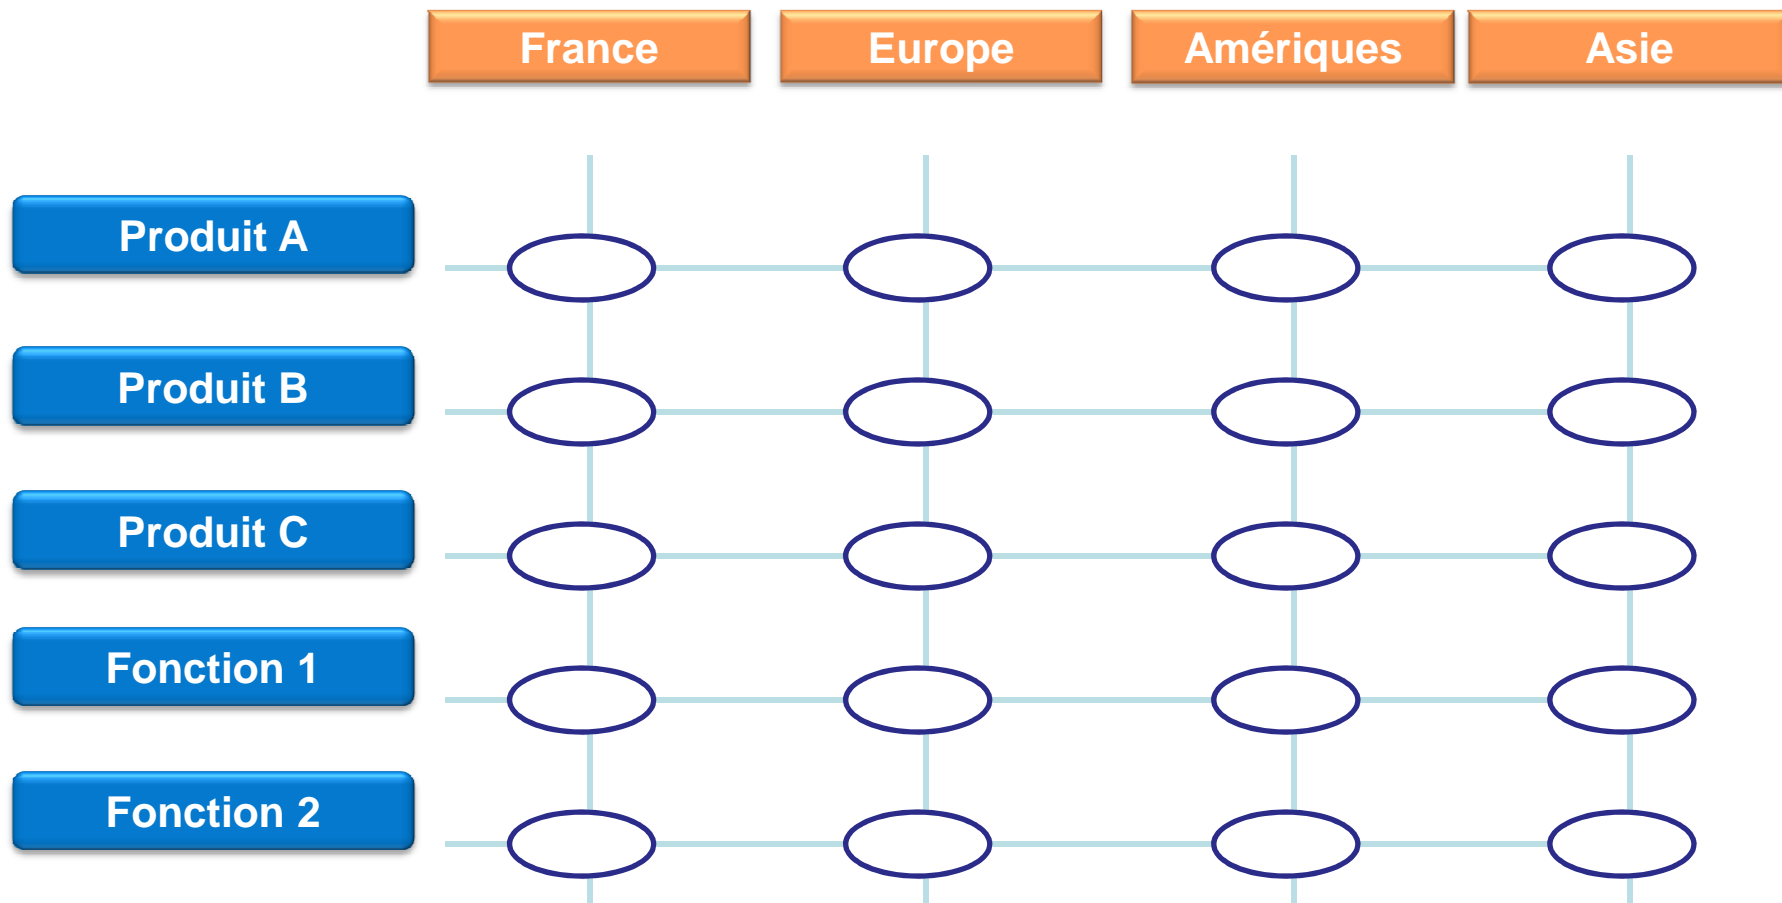 France
Europe
Amériques
Asie
Produit A
Produit B
Produit C
Fonction 1
Fonction 2